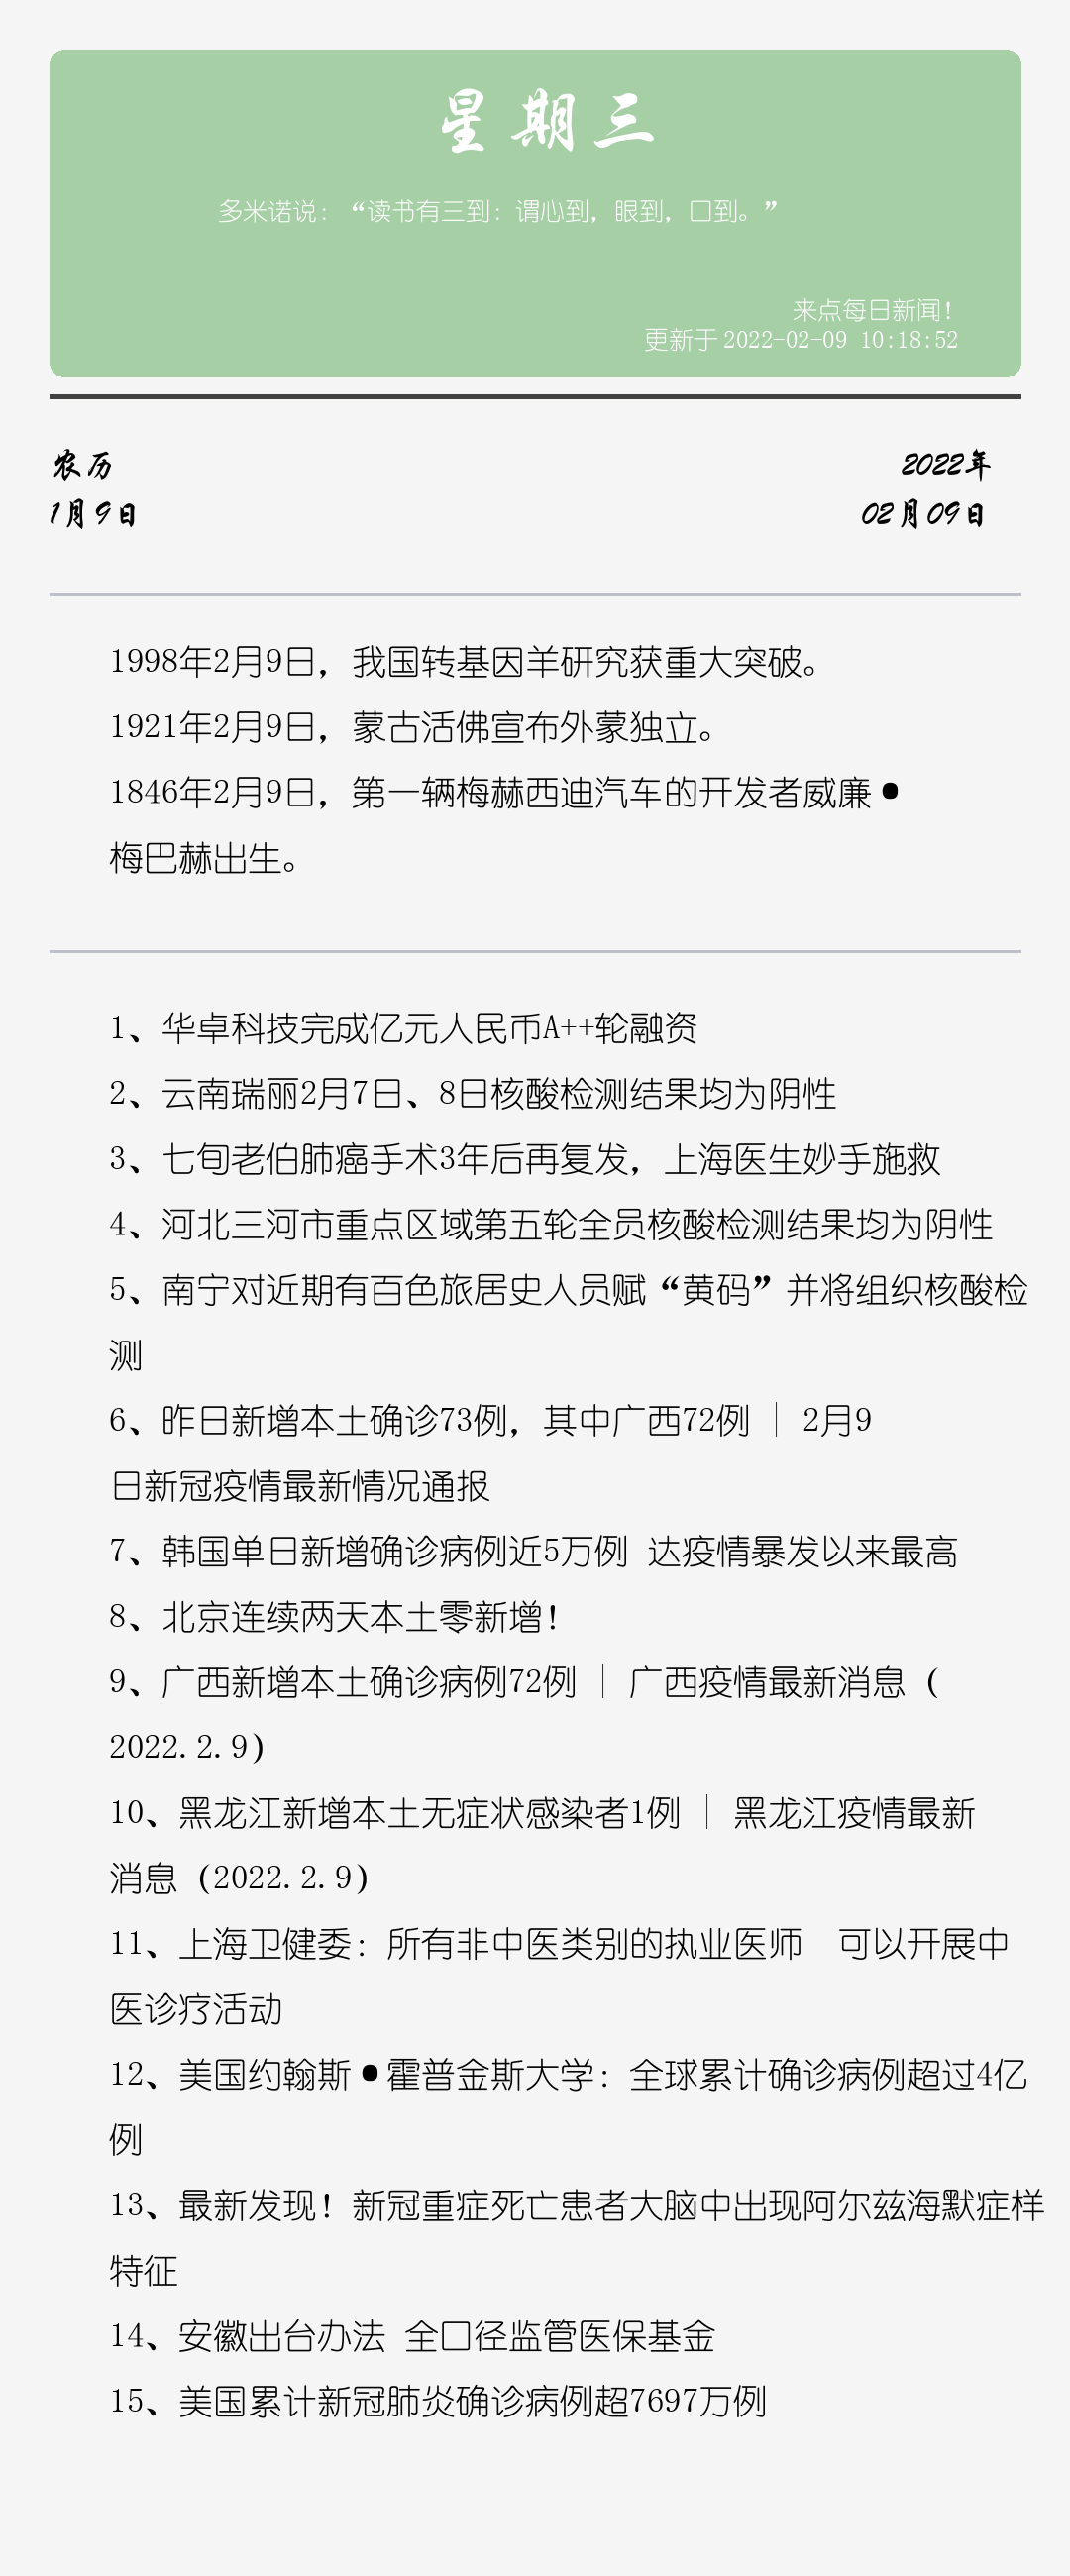 星期三
多米诺说：“读书有三到：谓心到，眼到，口到。”
来点每日新闻！
更新于 2022-02-09 10:18:52
农历
2022年
1月9日
02月09日
1998年2月9日，我国转基因羊研究获重大突破。
1921年2月9日，蒙古活佛宣布外蒙独立。
1846年2月9日，第一辆梅赫西迪汽车的开发者威廉•
梅巴赫出生。
1、华卓科技完成亿元人民币A++轮融资
2、云南瑞丽2月7日、8日核酸检测结果均为阴性
3、七旬老伯肺癌手术3年后再复发，上海医生妙手施救
4、河北三河市重点区域第五轮全员核酸检测结果均为阴性
5、南宁对近期有百色旅居史人员赋“黄码”并将组织核酸检
测
6、昨日新增本土确诊73例，其中广西72例 | 2月9
日新冠疫情最新情况通报
7、韩国单日新增确诊病例近5万例 达疫情暴发以来最高
8、北京连续两天本土零新增！
9、广西新增本土确诊病例72例 | 广西疫情最新消息（
2022.2.9）
10、黑龙江新增本土无症状感染者1例 | 黑龙江疫情最新
消息（2022.2.9）
11、上海卫健委：所有非中医类别的执业医师　可以开展中
医诊疗活动
12、美国约翰斯•霍普金斯大学：全球累计确诊病例超过4亿
例
13、最新发现！新冠重症死亡患者大脑中出现阿尔兹海默症样
特征
14、安徽出台办法 全口径监管医保基金
15、美国累计新冠肺炎确诊病例超7697万例